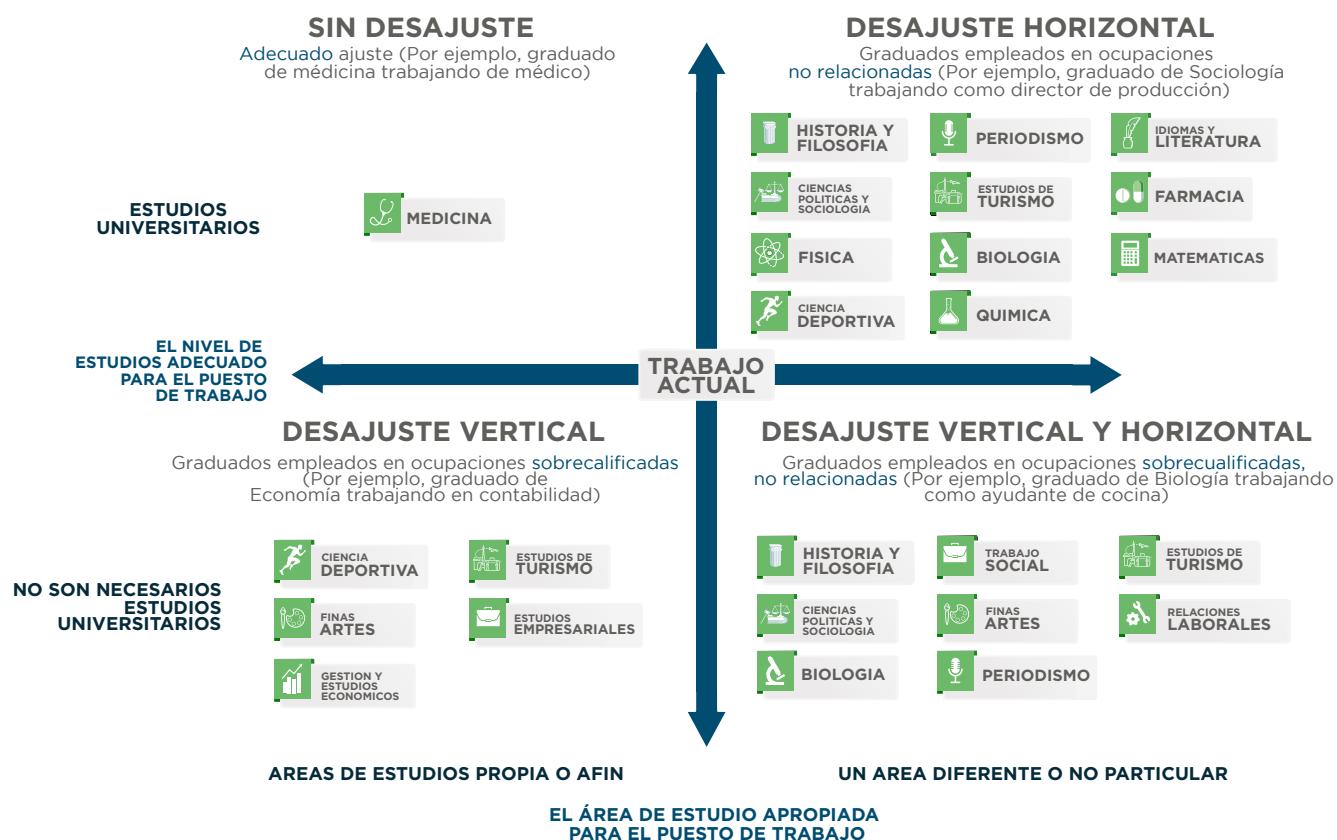 SIN DESAJUSTE
Adecuado ajuste (Por ejemplo, graduado
de médicina trabajando de médico)
DESAJUSTE HORIZONTAL
Graduados empleados en ocupaciones
no relacionadas (Por ejemplo, graduado de Sociología
trabajando como director de producción)
HISTORIA Y
FILOSOFIA
PERIODISMO
IDIOMAS Y
LITERATURA
ESTUDIOS
UNIVERSITARIOS
MEDICINA
CIENCIAS
POLITICAS Y
SOCIOLOGIA
ESTUDIOS DE
TURISMO
FARMACIA
FISICA
BIOLOGIA
MATEMATICAS
CIENCIA
DEPORTIVA
QUIMICA
EL NIVEL DE
ESTUDIOS ADECUADO
PARA EL PUESTO
DE TRABAJO
TRABAJO
ACTUAL
DESAJUSTE VERTICAL
Graduados empleados en ocupaciones sobrecalificadas
(Por ejemplo, graduado de
Economía trabajando en contabilidad)
DESAJUSTE VERTICAL Y HORIZONTAL
Graduados empleados en ocupaciones sobrecualificadas,
no relacionadas (Por ejemplo, graduado de Biología trabajando
como ayudante de cocina)
NO SON NECESARIOS
ESTUDIOS
UNIVERSITARIOS
CIENCIA
DEPORTIVA
ESTUDIOS DE
TURISMO
FINAS
ARTES
ESTUDIOS
EMPRESARIALES
GESTION Y
ESTUDIOS
ECONOMICOS
HISTORIA Y
FILOSOFIA
TRABAJO
SOCIAL
ESTUDIOS DE
TURISMO
CIENCIAS
POLITICAS Y
SOCIOLOGIA
FINAS
ARTES
RELACIONES
LABORALES
BIOLOGIA
PERIODISMO
AREAS DE ESTUDIOS PROPIA O AFIN
UN AREA DIFERENTE O NO PARTICULAR
EL ÁREA DE ESTUDIO APROPIADA
PARA EL PUESTO DE TRABAJO